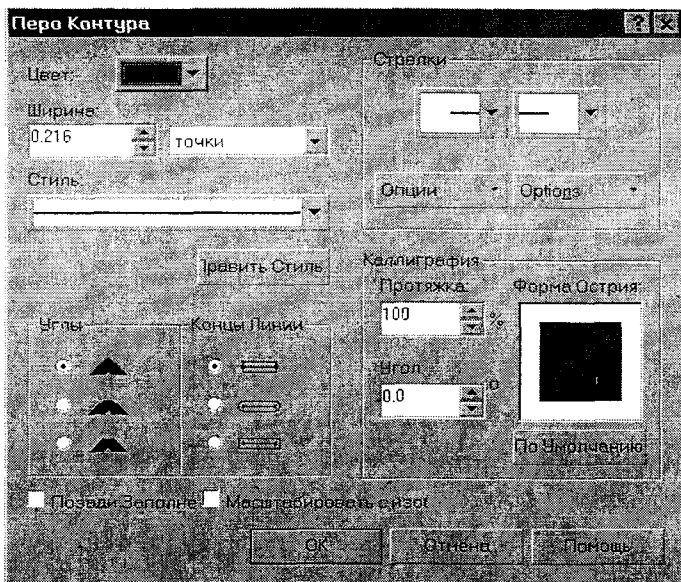 Перо Контура
Цвет:
Ширина:
0.216
точки
Стиль:
Править Стиль
Углы
Концы Линии
Стрелки
Опции
Options
Каллиграфия
Протяжка:
100 %
Угол
0.0 °
Форма Острия:
По Умолчанию
Позади Заполне
Масштабировать с изоб
OK
Отмена
Помощь